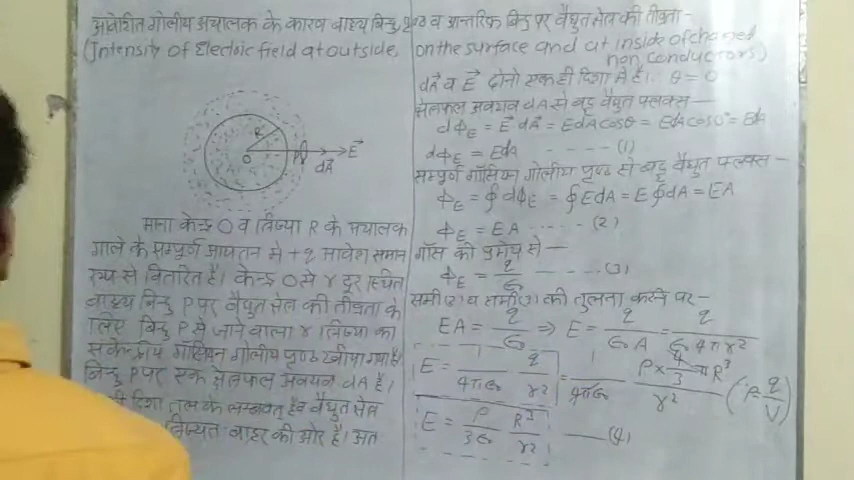 आवेशित गोलीय अचालक के कारण बाह्य बिन्दु, पृष्ठ व आन्तरिक बिन्दु पर वैधुत क्षेत्र की तीव्रता -
(Intensity of Electric field at outside, on the surface and at inside of charged non conductors)
R
O
P
dA⃗
E⃗
माना केन्द्र O व त्रिज्या R के अचालक
गोले के सम्पूर्ण आयतन में +q आवेश समान
रूप से वितरित है। केन्द्र O से r दूर स्थित
बाह्य बिन्दु P पर वैधुत क्षेत्र की तीव्रता के
लिए बिन्दु P से जाने वाला r त्रिज्या का
संकेन्द्रीय गॉसियन गोलीय पृष्ठ खींचा गया है।
बिन्दु P पर एक क्षेत्रफल अवयव dA है।
दिशा तल के लम्बवत् हैव वैधुत क्षेत्र
त्रिज्यत बाहर की ओर है। अत
dA⃗ व E⃗ दोनो एक ही दिशा में है। ∴ θ = 0
क्षेत्रफल अवयव dA से बद्ध वैधुत फ्लक्स —
dΦE = E⃗ dA⃗ = EdA cosθ = EdA cos0° = EdA
dΦE = EdA - - - - - (1)
सम्पूर्ण गॉसियन गोलीय पृष्ठ से बद्ध वैधुत फ्लक्स —
ΦE = ∮ dΦE = ∮ EdA = E ∮ dA = EA
ΦE = EA - - - - - (2)
गॉस की प्रमेय से —
ΦE = q/ε₀ - - - - - (3)
समी (2) व समी (3) की तुलना करने पर -
EA = q/ε₀ ⇒ E = q/ε₀A = q/ε₀4πr²
E = 1/4πε₀ q/r² = 1/4πε₀ ρ×4/3πR³/r² (ρ = q/V)
E = ρ/3ε₀ R³/r² —— (4)